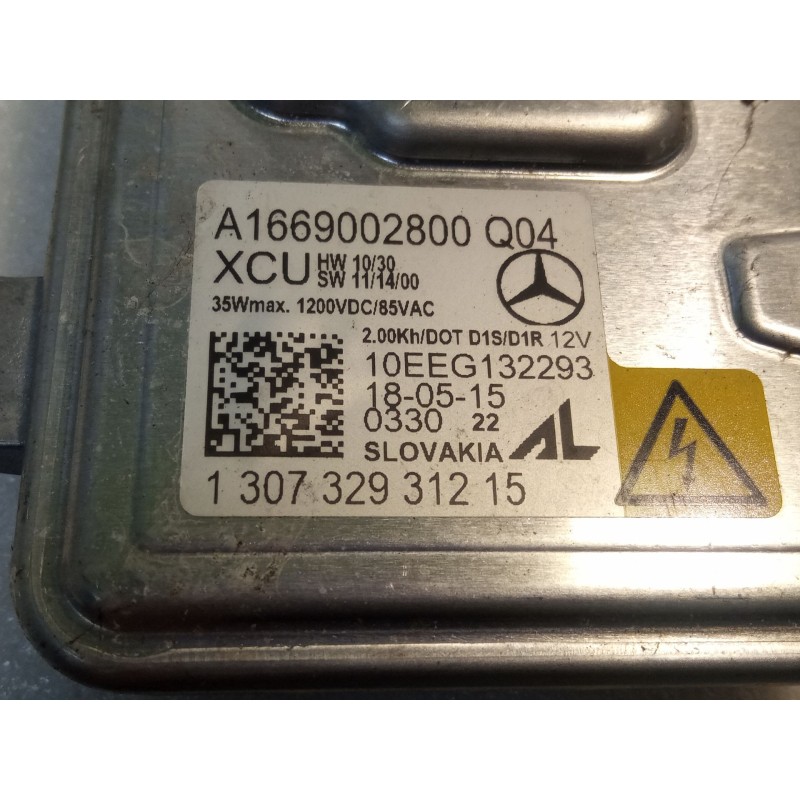 A1669002800 Q04
XCU HW 10/30
SW 11/14/00
35Wmax. 1200VDC/85VAC
2.00Kh/DOT D1S/D1R 12V
10EEG132293
18-05-15
0330 22
SLOVAKIA AL
1 307 329 312 15